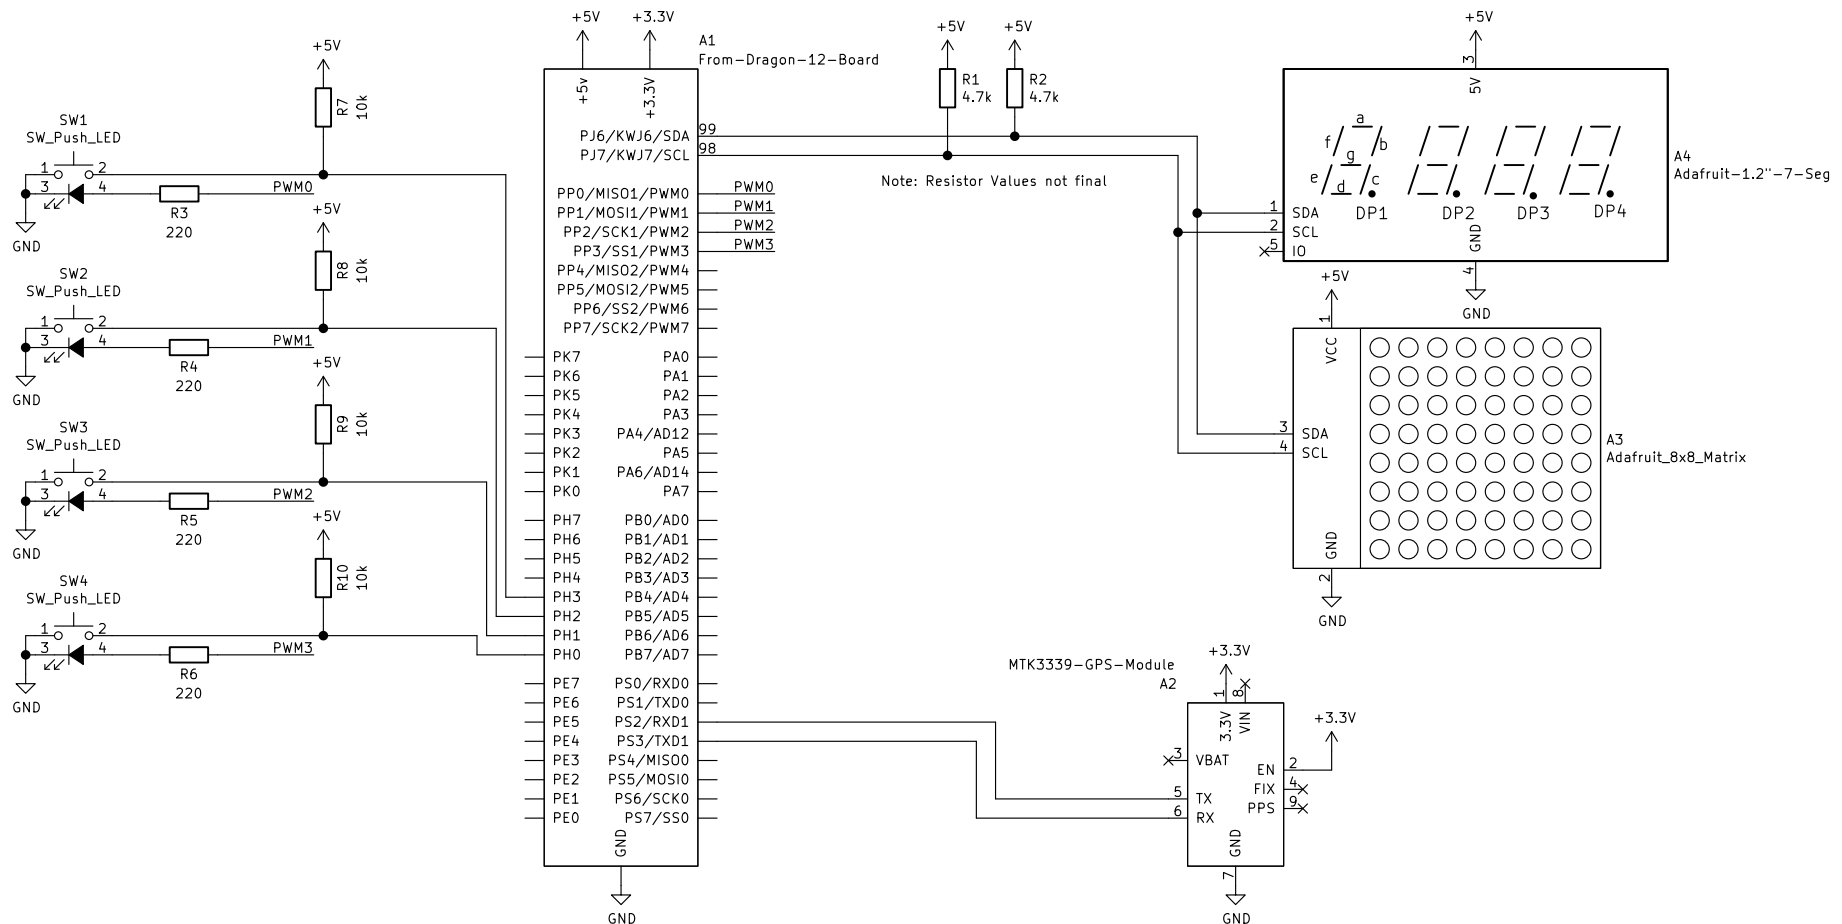 +5V
R7
10k
SW1
SW_Push_LED
1
2
3
4
R3
220
PWM0
GND
+5V
R8
10k
SW2
SW_Push_LED
1
2
3
4
R4
220
PWM1
GND
+5V
R9
10k
SW3
SW_Push_LED
1
2
3
4
R5
220
PWM2
GND
+5V
R10
10k
SW4
SW_Push_LED
1
2
3
4
R6
220
PWM3
GND
+5V
+3.3V
A1
From-Dragon-12-Board
+5v
+3.3V
PJ6/KWJ6/SDA 99
PJ7/KWJ7/SCL 98
PP0/MISO1/PWM0 PWM0
PP1/MOSI1/PWM1 PWM1
PP2/SCK1/PWM2 PWM2
PP3/SS1/PWM3 PWM3
PP4/MISO2/PWM4
PP5/MOSI2/PWM5
PP6/SS2/PWM6
PP7/SCK2/PWM7
PK7 PA0
PK6 PA1
PK5 PA2
PK4 PA3
PK3 PA4/AD12
PK2 PA5
PK1 PA6/AD14
PK0 PA7
PH7 PB0/AD0
PH6 PB1/AD1
PH5 PB2/AD2
PH4 PB3/AD3
PH3 PB4/AD4
PH2 PB5/AD5
PH1 PB6/AD6
PH0 PB7/AD7
PE7 PS0/RXD0
PE6 PS1/TXD0
PE5 PS2/RXD1
PE4 PS3/TXD1
PE3 PS4/MISO0
PE2 PS5/MOSI0
PE1 PS6/SCK0
PE0 PS7/SS0
GND
GND
+5V
+5V
R1
4.7k
R2
4.7k
Note: Resistor Values not final
+5V
3
5V
a
f
b
g
e
c
d
DP1
DP2
DP3
DP4
1 SDA
2 SCL
5 IO
GND
4
GND
A4
Adafruit-1.2"-7-Seg
+5V
1
VCC
3 SDA
4 SCL
GND
2
GND
A3
Adafruit_8x8_Matrix
MTK3339-GPS-Module
A2
+3.3V
1
8
3.3V
VIN
3 VBAT
5 TX
6 RX
EN 2
FIX 4
PPS 9
+3.3V
GND
7
GND